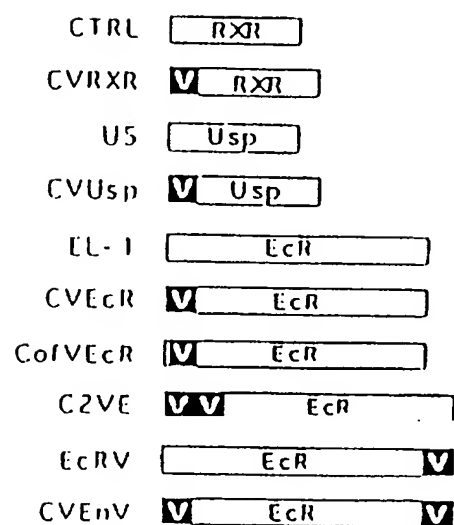 CTRL RXR
CVRXR V RXR
U5 Usp
CVUsp V Usp
EL-1 EcR
CVEcR V EcR
CofVEcR V EcR
C2VE V V EcR
EcRV EcR V
CVEnV V EcR V